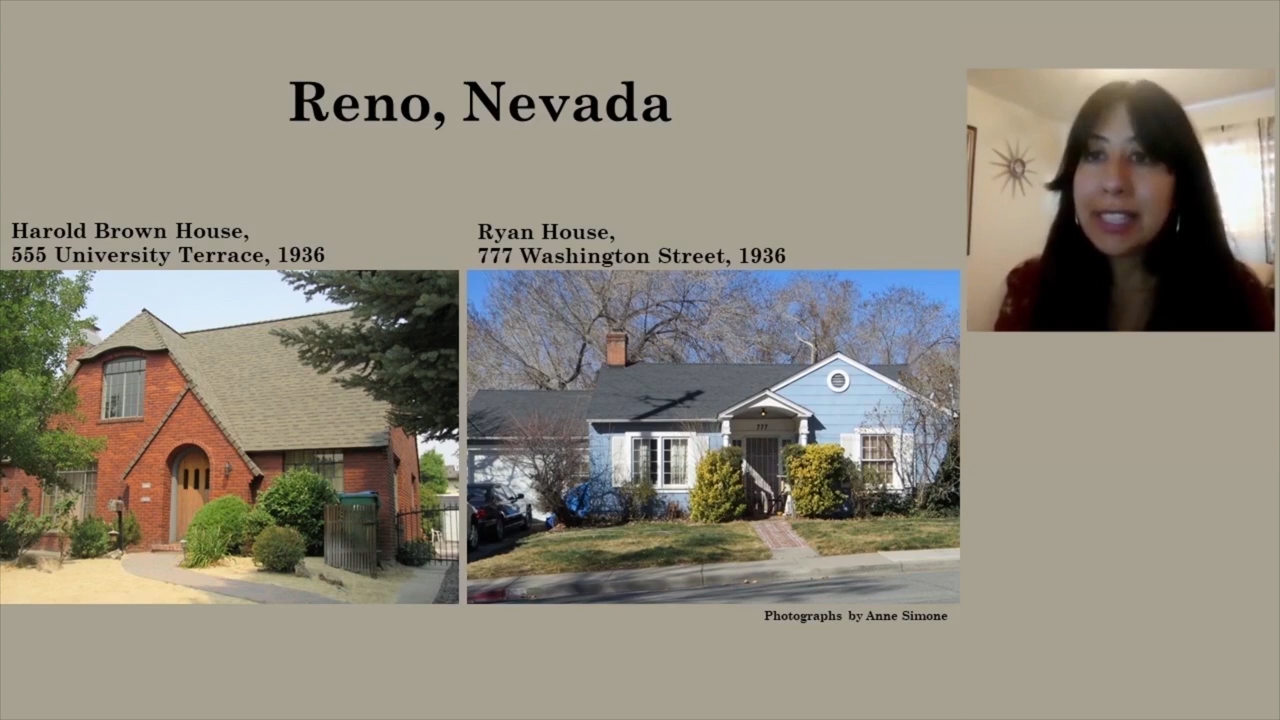 Reno, Nevada
Harold Brown House,
555 University Terrace, 1936
Ryan House,
777 Washington Street, 1936
777
Photographs by Anne Simone